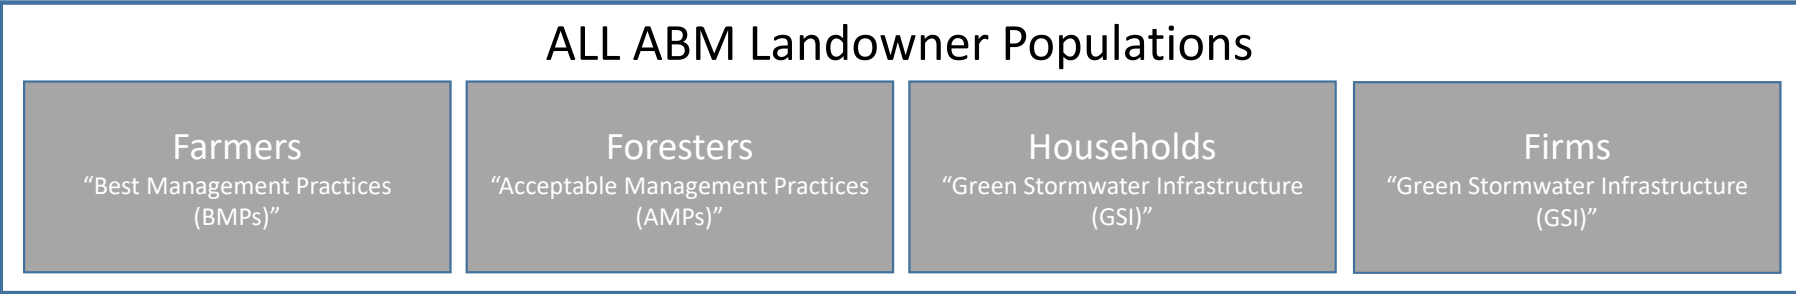 ALL ABM Landowner Populations
Farmers
“Best Management Practices
(BMPs)”
Foresters
“Acceptable Management Practices
(AMPs)”
Households
“Green Stormwater Infrastructure
(GSI)”
Firms
“Green Stormwater Infrastructure
(GSI)”